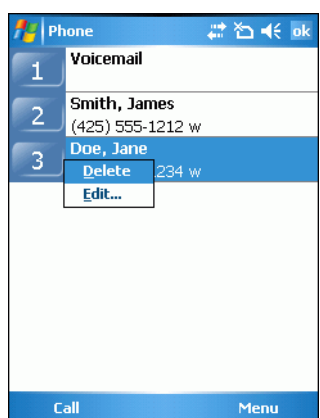 Phone
ok
1
Voicemail
2
Smith, James
(425) 555-1212 w
3
Doe, Jane
Delete
234 w
Edit...
Call
Menu